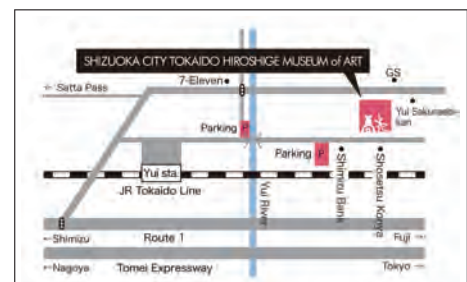 SHIZUOKA CITY TOKAIDO HIROSHIGE MUSEUM of ART
7-Eleven
GS
← Satta Pass
Yui Sakuraebi-
kan
Parking P
Parking P
Yui sta.
JR Tokaido Line
Yui River
Shimizu Bank
Shosetsu Konya
←Shimizu
Route 1
Fuji →
←Nagoya
Tomei Expressway
Tokyo →